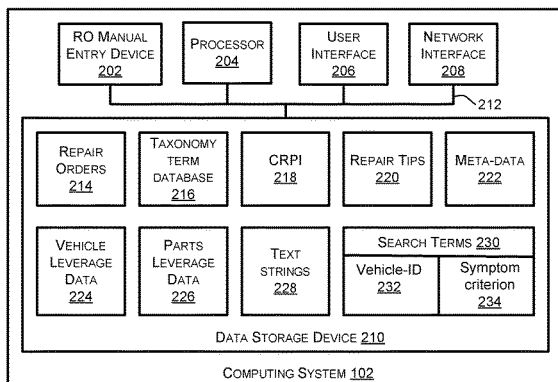 RO MANUAL
ENTRY DEVICE
202
PROCESSOR
204
USER
INTERFACE
206
NETWORK
INTERFACE
208
212
REPAIR
ORDERS
214
TAXONOMY
TERM
DATABASE
216
CRPI
218
REPAIR TIPS
220
META-DATA
222
VEHICLE
LEVERAGE
DATA
224
PARTS
LEVERAGE
DATA
226
TEXT
STRINGS
228
SEARCH TERMS 230
Vehicle-ID
232
Symptom
criterion
234
DATA STORAGE DEVICE 210
COMPUTING SYSTEM 102